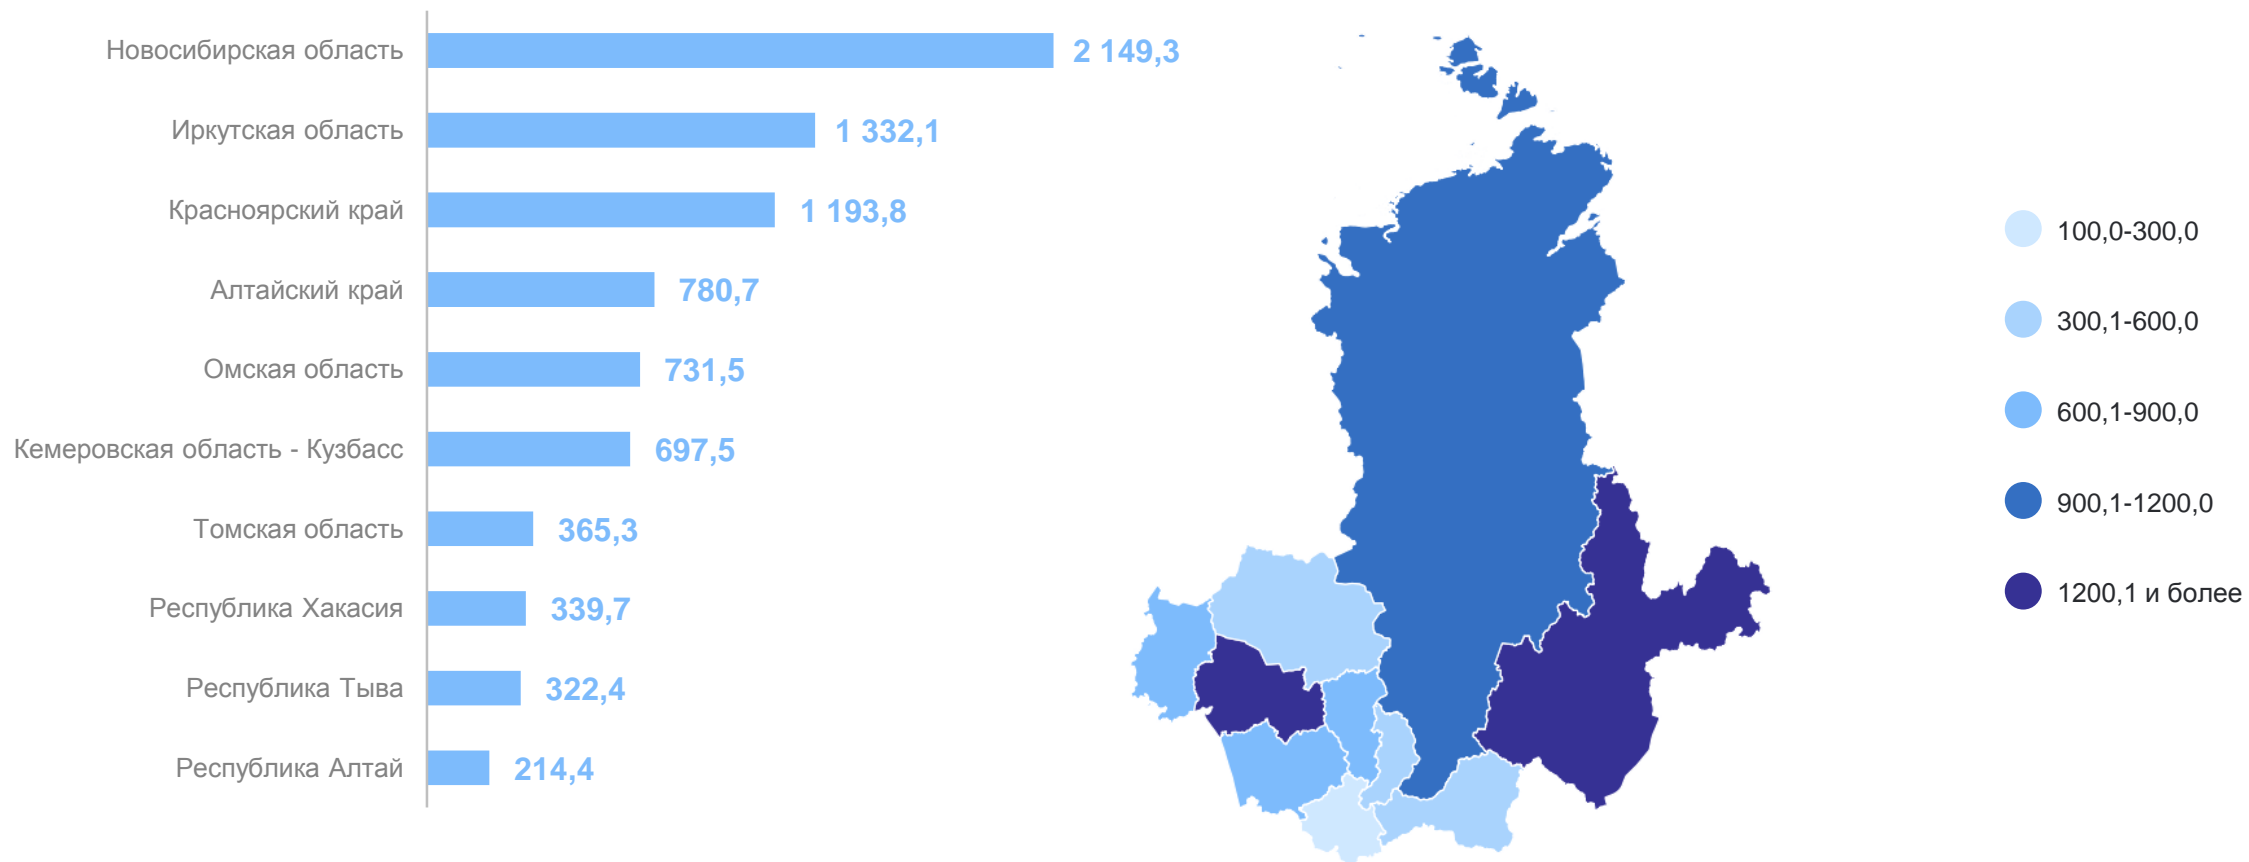 Новосибирская область 2 149,3
Иркутская область 1 332,1
Красноярский край 1 193,8
Алтайский край 780,7
Омская область 731,5
Кемеровская область - Кузбасс 697,5
Томская область 365,3
Республика Хакасия 339,7
Республика Тыва 322,4
Республика Алтай 214,4
100,0-300,0
300,1-600,0
600,1-900,0
900,1-1200,0
1200,1 и более